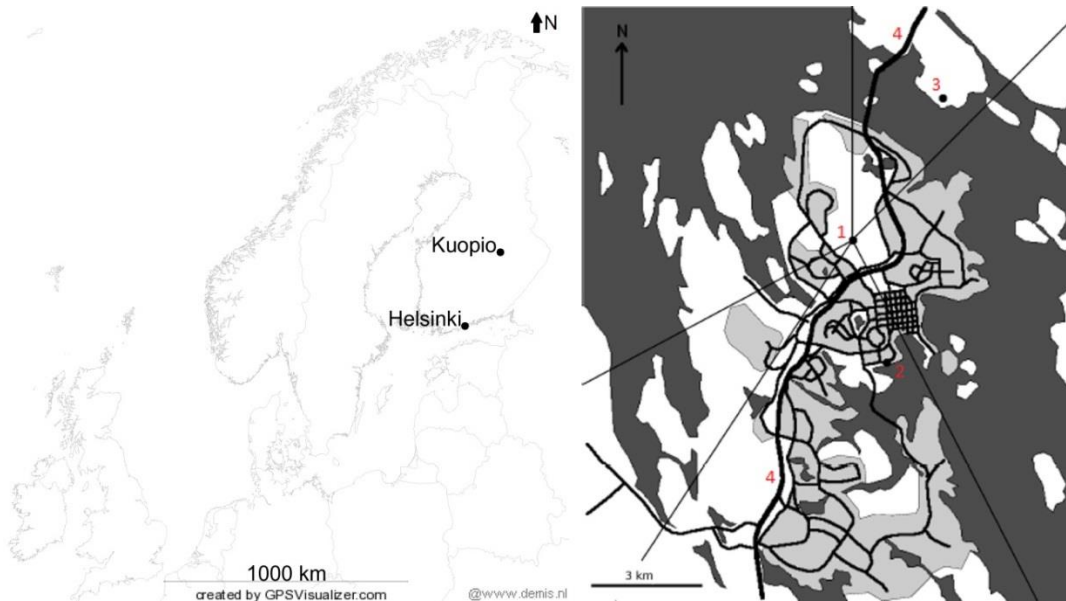 N
Kuopio
Helsinki
1000 km
created by GPSVisualizer.com
@www.demis.nl
N
4
3
1
2
4
3 km